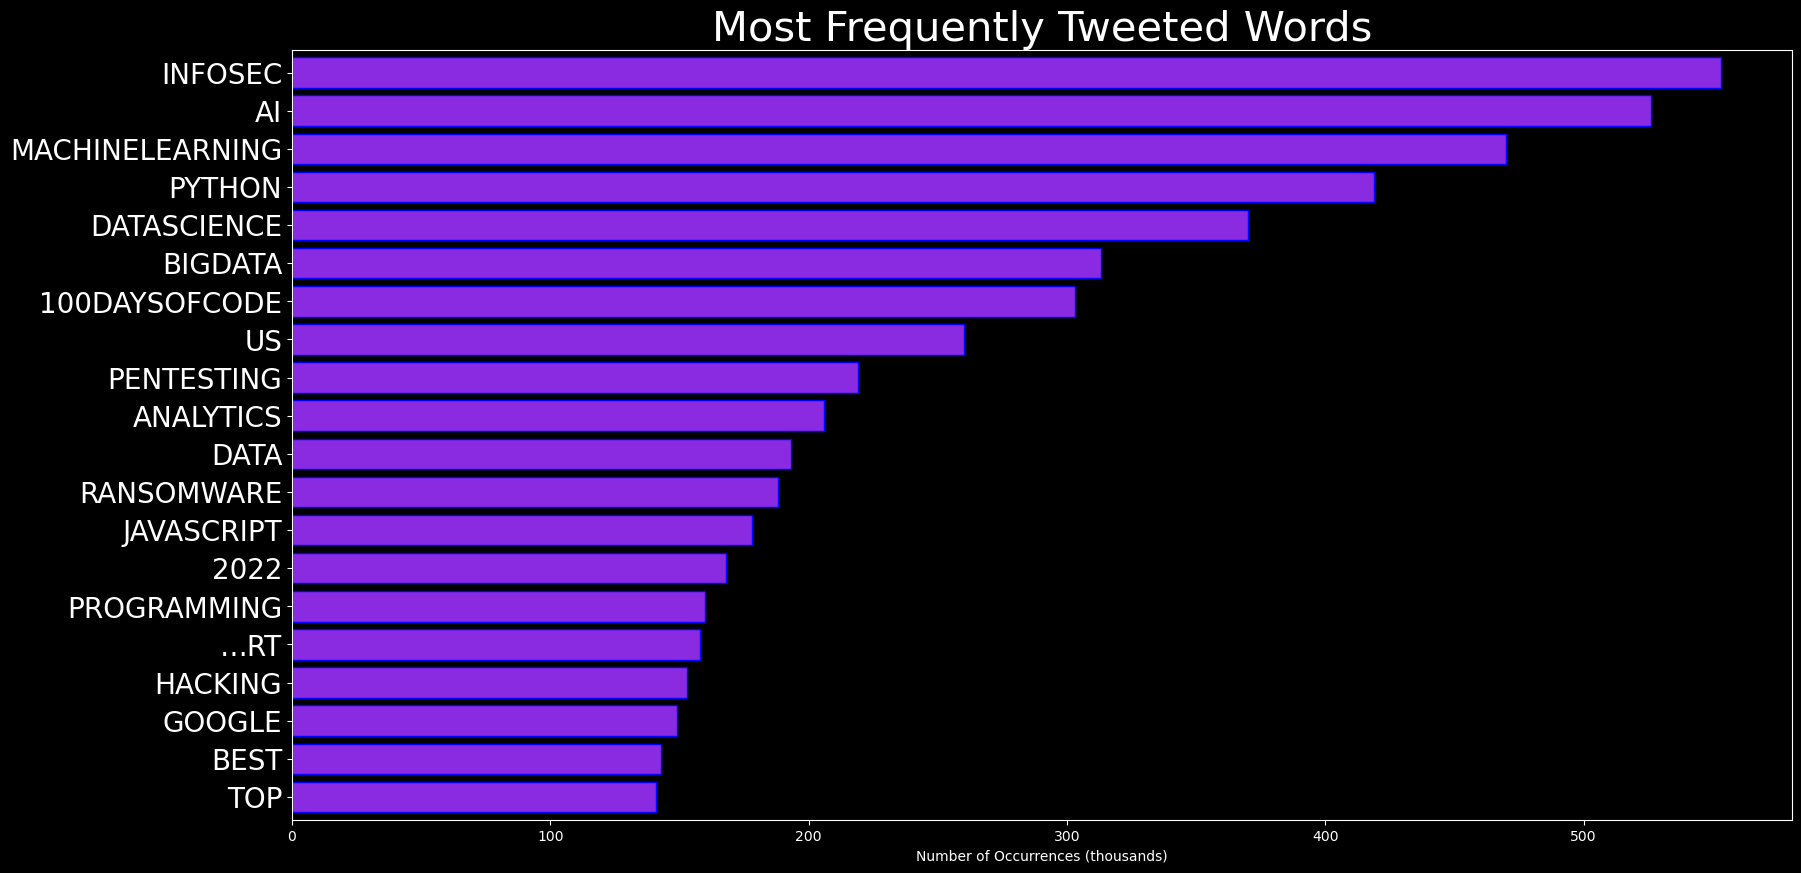 Most Frequently Tweeted Words
INFOSEC
AI
MACHINELEARNING
PYTHON
DATASCIENCE
BIGDATA
100DAYSOFCODE
US
PENTESTING
ANALYTICS
DATA
RANSOMWARE
JAVASCRIPT
2022
PROGRAMMING
…RT
HACKING
GOOGLE
BEST
TOP
0 100 200 300 400 500
Number of Occurrences (thousands)